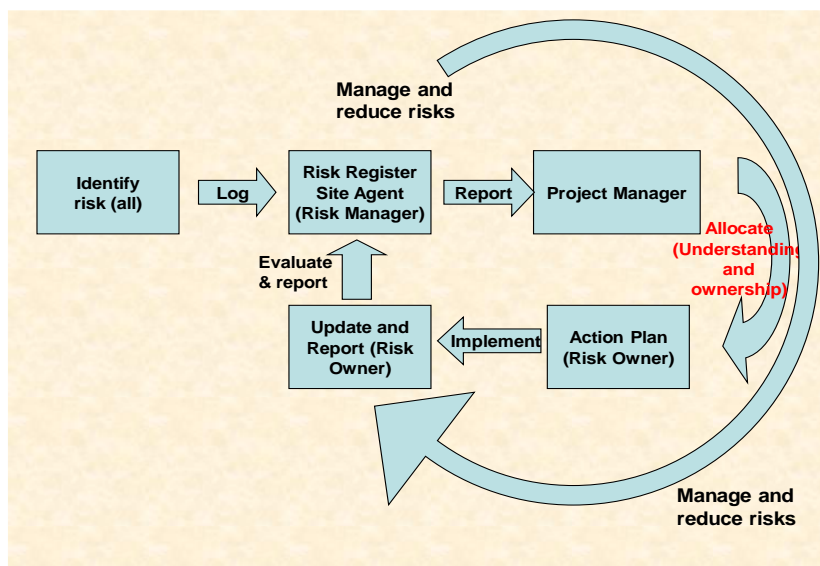 Manage and
reduce risks
Identify
risk (all)
Log
Risk Register
Site Agent
(Risk Manager)
Report
Project Manager
Allocate
(Understanding
and
ownership)
Evaluate
& report
Update and
Report (Risk
Owner)
Implement
Action Plan
(Risk Owner)
Manage and
reduce risks